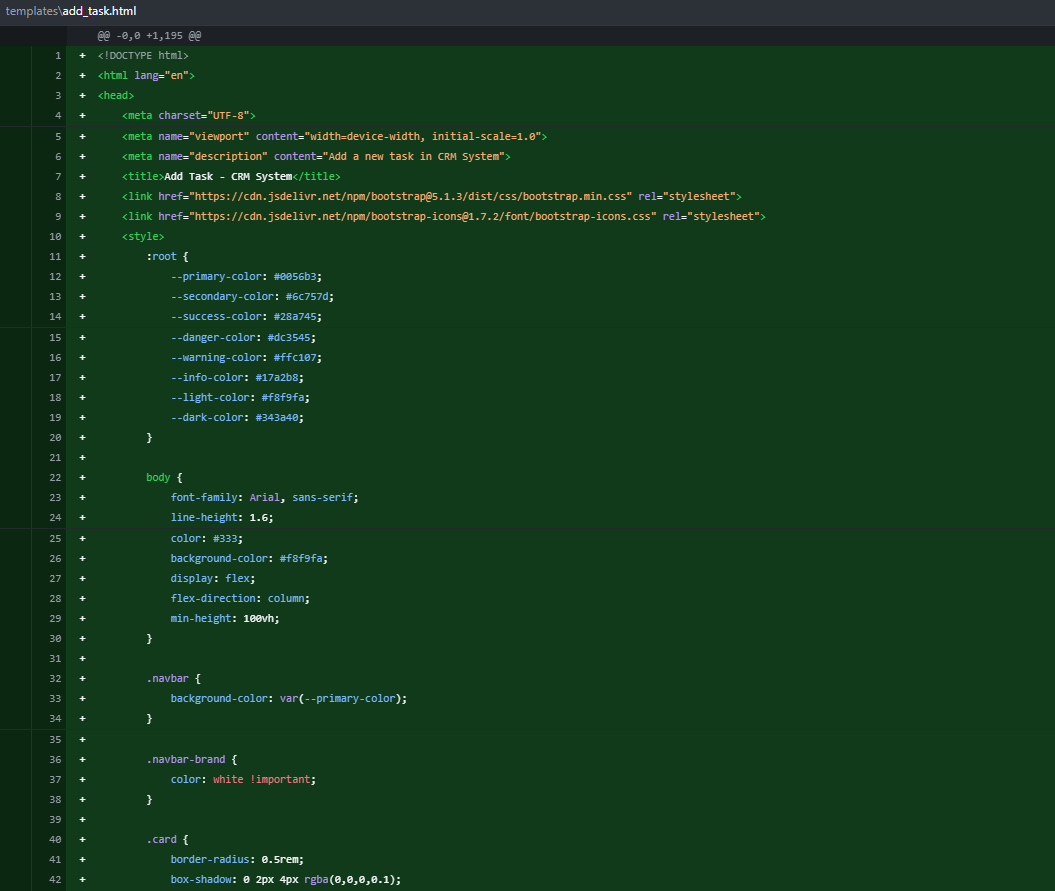 templates\add_task.html
@@ -0,0 +1,195 @@
1 + <!DOCTYPE html>
2 + <html lang="en">
3 + <head>
4 +     <meta charset="UTF-8">
5 +     <meta name="viewport" content="width=device-width, initial-scale=1.0">
6 +     <meta name="description" content="Add a new task in CRM System">
7 +     <title>Add Task - CRM System</title>
8 +     <link href="https://cdn.jsdelivr.net/npm/bootstrap@5.1.3/dist/css/bootstrap.min.css" rel="stylesheet">
9 +     <link href="https://cdn.jsdelivr.net/npm/bootstrap-icons@1.7.2/font/bootstrap-icons.css" rel="stylesheet">
10 +     <style>
11 +         :root {
12 +             --primary-color: #0056b3;
13 +             --secondary-color: #6c757d;
14 +             --success-color: #28a745;
15 +             --danger-color: #dc3545;
16 +             --warning-color: #ffc107;
17 +             --info-color: #17a2b8;
18 +             --light-color: #f8f9fa;
19 +             --dark-color: #343a40;
20 +         }
21 +
22 +         body {
23 +             font-family: Arial, sans-serif;
24 +             line-height: 1.6;
25 +             color: #333;
26 +             background-color: #f8f9fa;
27 +             display: flex;
28 +             flex-direction: column;
29 +             min-height: 100vh;
30 +         }
31 +
32 +         .navbar {
33 +             background-color: var(--primary-color);
34 +         }
35 +
36 +         .navbar-brand {
37 +             color: white !important;
38 +         }
39 +
40 +         .card {
41 +             border-radius: 0.5rem;
42 +             box-shadow: 0 2px 4px rgba(0,0,0,0.1);